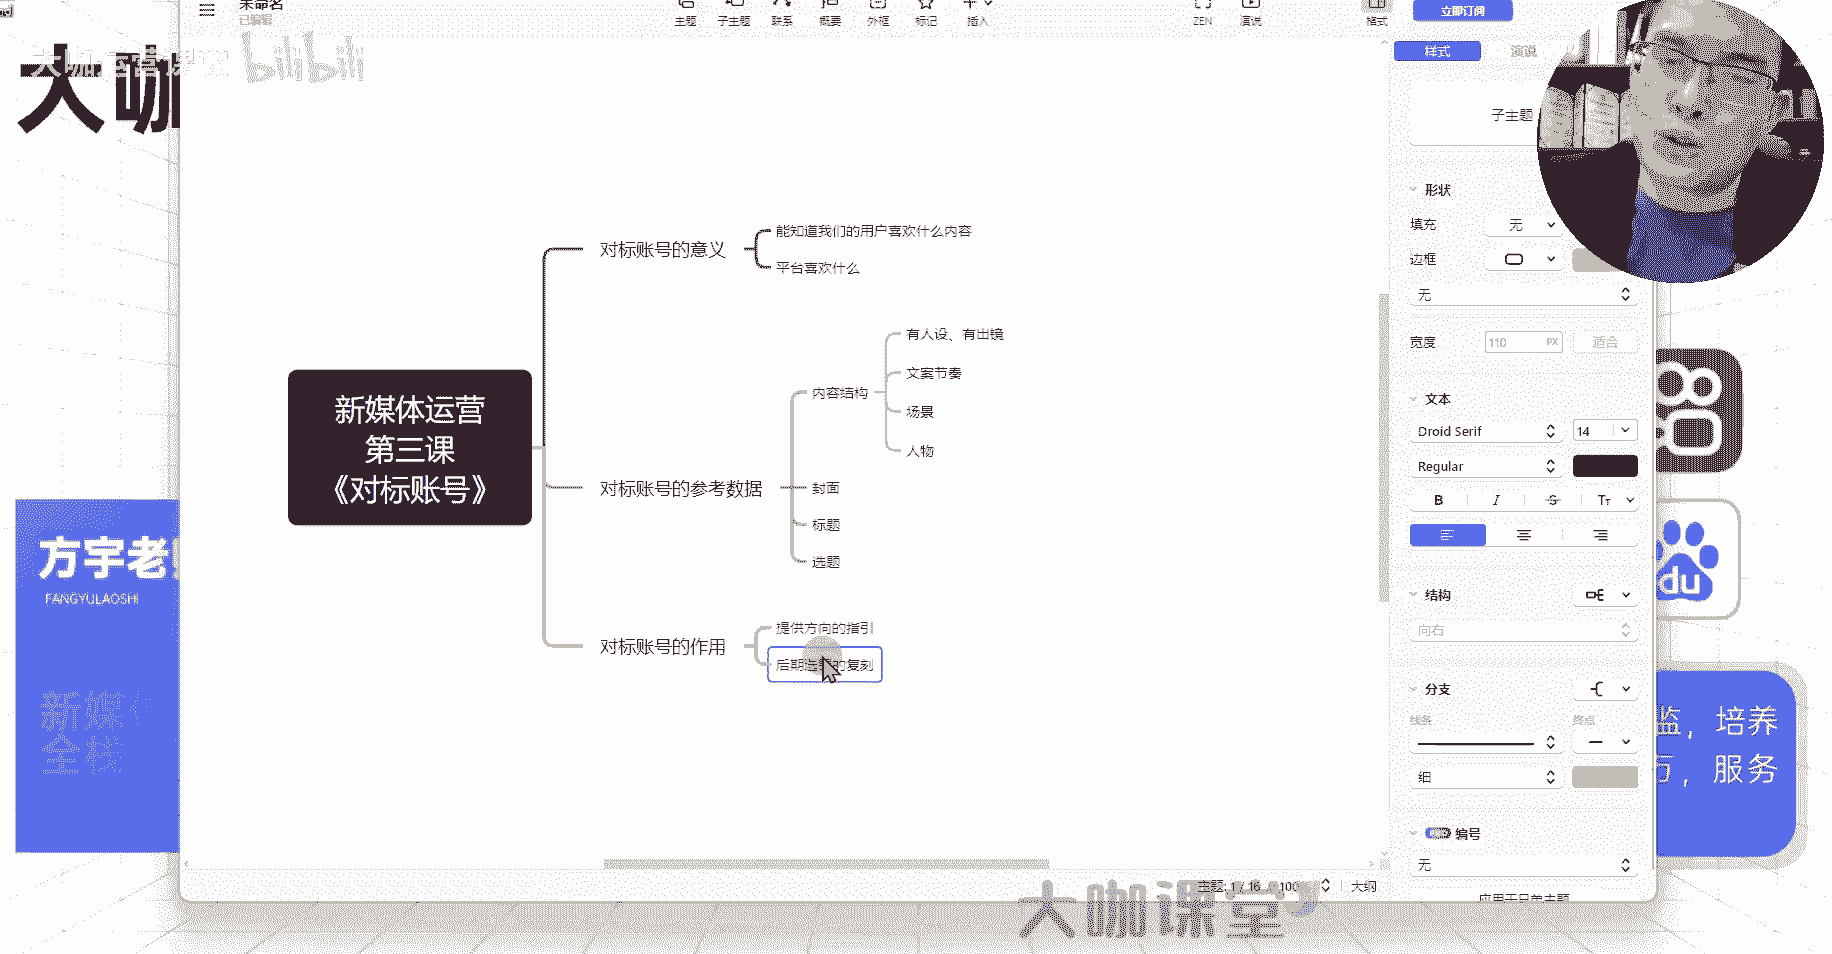 未命名
已编辑
主题
子主题
联系
概要
外框
标记
插入
ZEN
演说
格式
立即订阅
大咖
大咖运营课堂
bilibili
样式
演说
子主题
形状
填充
无
边框
无
宽度
110
PX
适合
文本
Droid Serif
14
Regular
B
I
S
Tт
结构
向右
分支
线条
终点
细
编号
无
应用于只单主题
新媒体运营
第三课
《对标账号》
对标账号的意义
能知道我们的用户喜欢什么内容
平台喜欢什么
对标账号的参考数据
内容结构
有人设、有出镜
文案节奏
场景
人物
封面
标题
选题
对标账号的作用
提供方向的指引
后期 的复刻
方宇老
FANGYULAOSHI
新媒体
全栈
du
培养
服务
主题: 1 / 16
100
大纲
大咖课堂